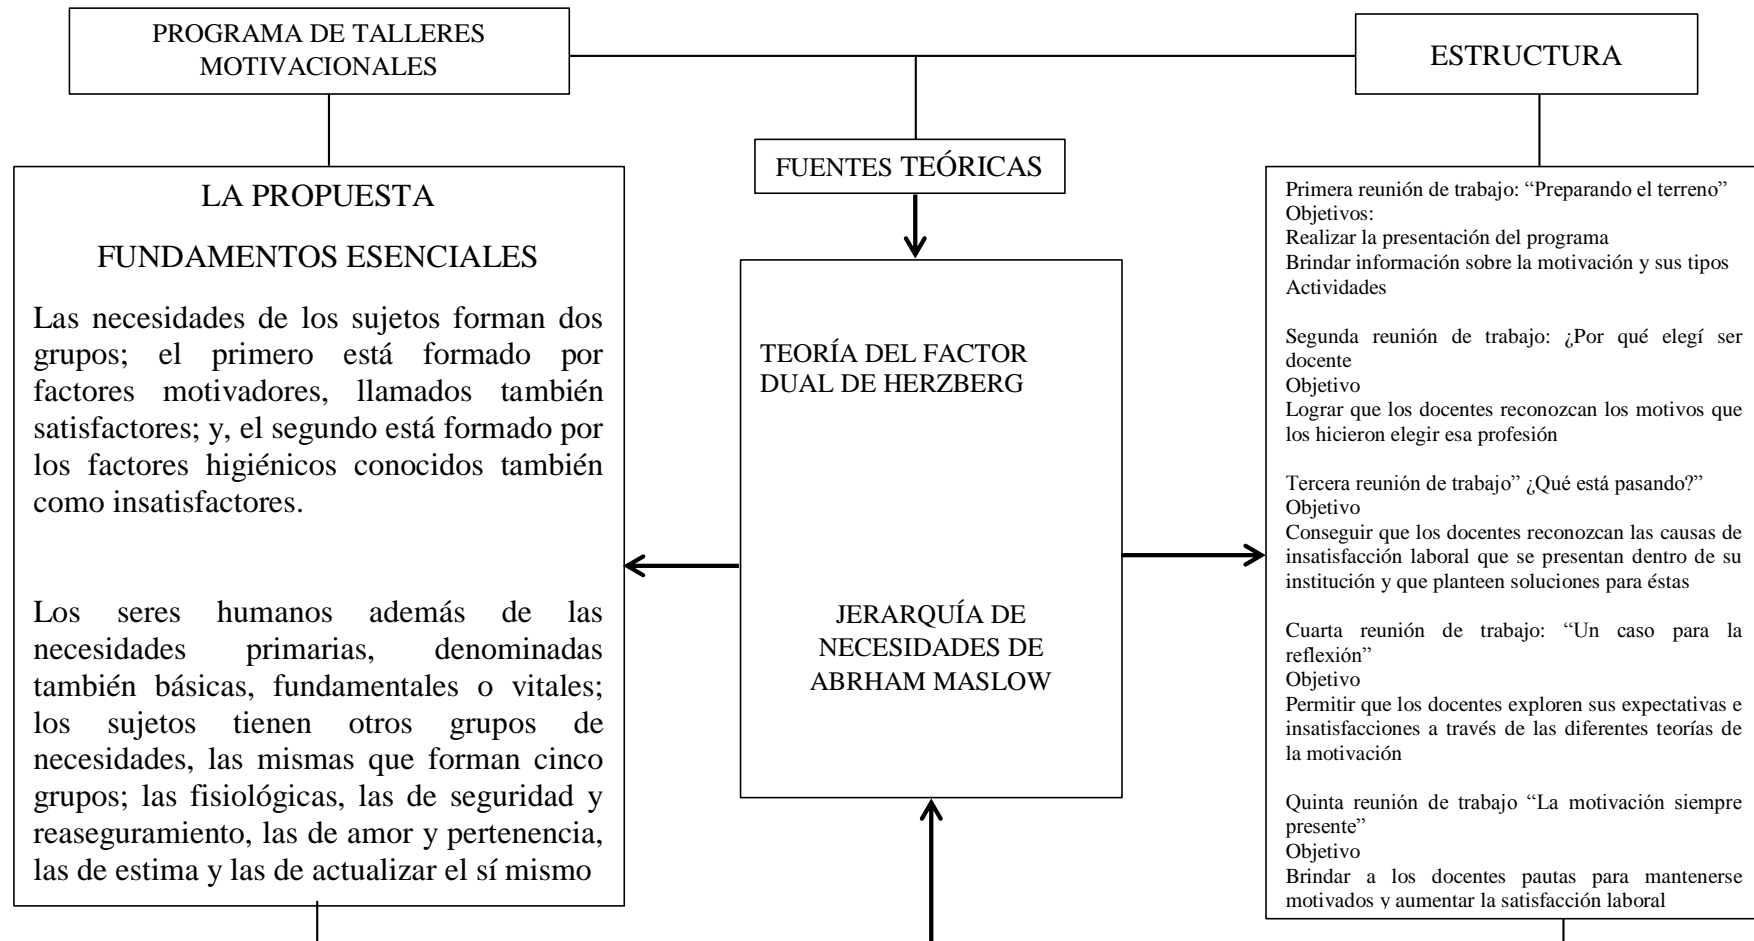 PROGRAMA DE TALLERES
MOTIVACIONALES
ESTRUCTURA
FUENTES TEÓRICAS
LA PROPUESTA
FUNDAMENTOS ESENCIALES
Las necesidades de los sujetos forman dos
grupos; el primero está formado por
factores motivadores, llamados también
satisfactores; y, el segundo está formado por
los factores higiénicos conocidos también
como insatisfactores.
Los seres humanos además de las
necesidades primarias, denominadas
también básicas, fundamentales o vitales;
los sujetos tienen otros grupos de
necesidades, las mismas que forman cinco
grupos; las fisiológicas, las de seguridad y
reaseguramiento, las de amor y pertenencia,
las de estima y las de actualizar el sí mismo
TEORÍA DEL FACTOR
DUAL DE HERZBERG
JERARQUÍA DE
NECESIDADES DE
ABRHAM MASLOW
Primera reunión de trabajo: “Preparando el terreno”
Objetivos:
Realizar la presentación del programa
Brindar información sobre la motivación y sus tipos
Actividades
Segunda reunión de trabajo: ¿Por qué elegí ser
docente
Objetivo
Lograr que los docentes reconozcan los motivos que
los hicieron elegir esa profesión
Tercera reunión de trabajo” ¿Qué está pasando?”
Objetivo
Conseguir que los docentes reconozcan las causas de
insatisfacción laboral que se presentan dentro de su
institución y que planteen soluciones para éstas
Cuarta reunión de trabajo: “Un caso para la
reflexión”
Objetivo
Permitir que los docentes exploren sus expectativas e
insatisfacciones a través de las diferentes teorías de
la motivación
Quinta reunión de trabajo “La motivación siempre
presente”
Objetivo
Brindar a los docentes pautas para mantenerse
motivados y aumentar la satisfacción laboral